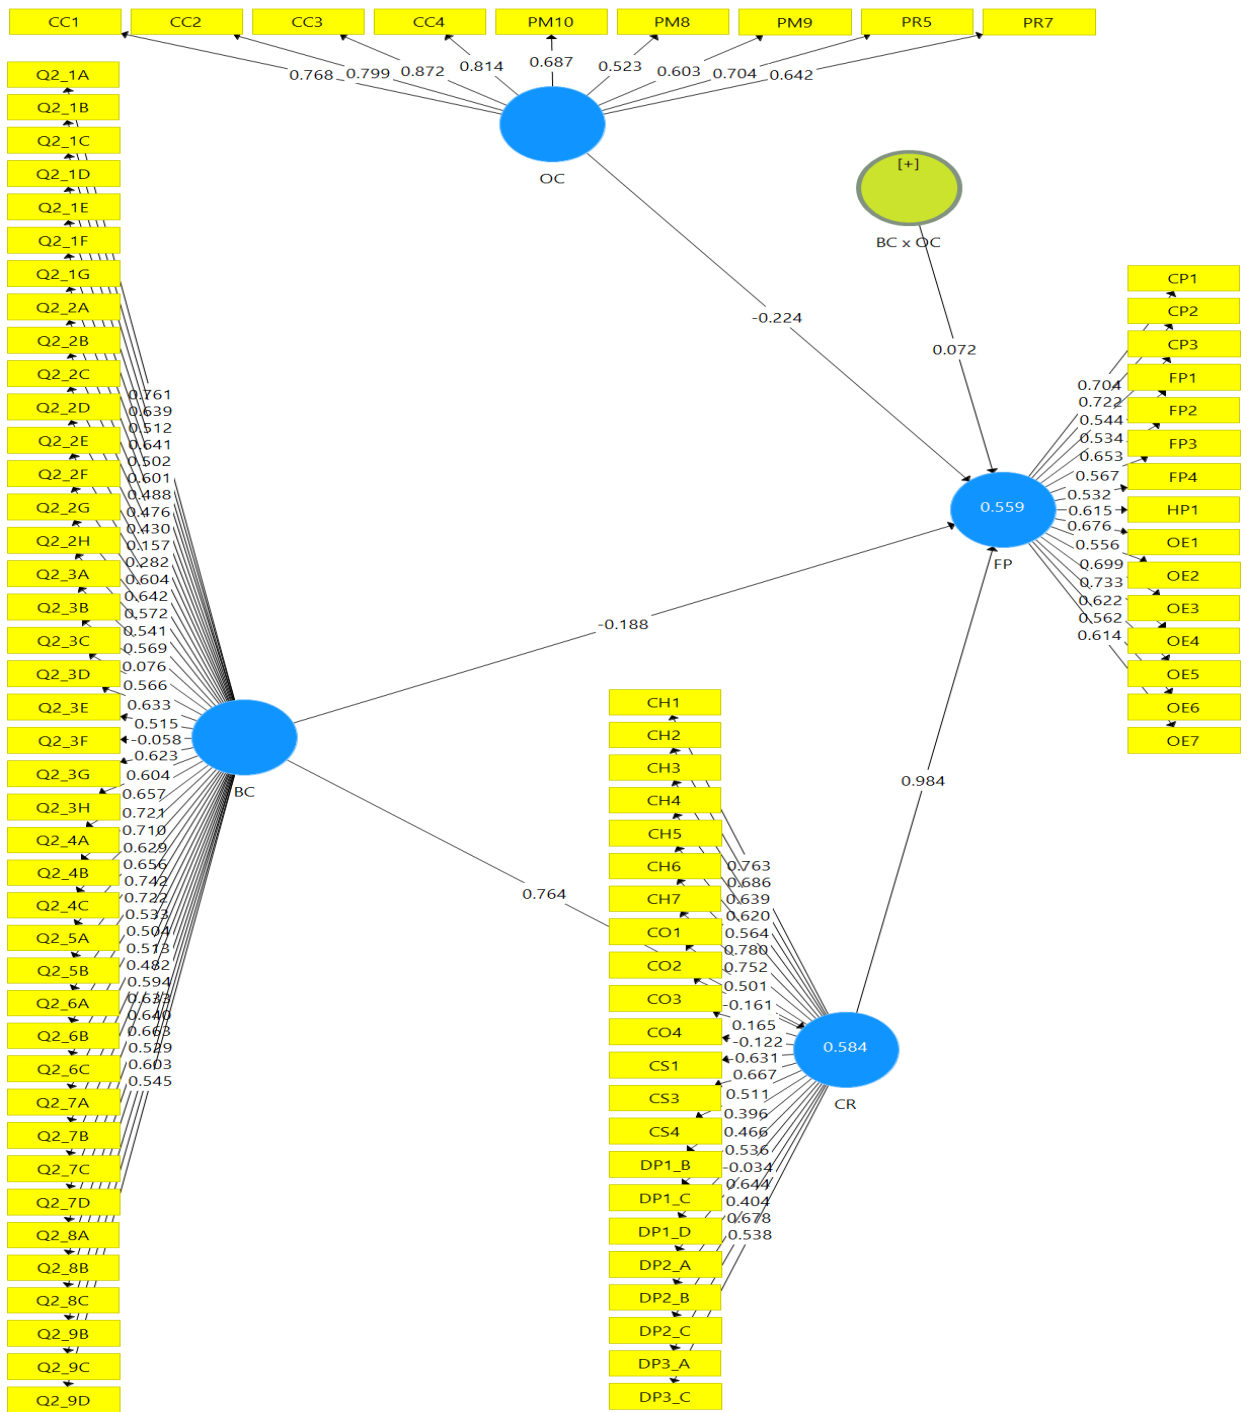 CC1 CC2 CC3 CC4 PM10 PM8 PM9 PR5 PR7
0.768 0.799 0.872 0.814 0.687 0.523 0.603 0.704 0.642
OC
[+]
BC x OC
-0.224
0.072
Q2_1A
Q2_1B
Q2_1C
Q2_1D
Q2_1E
Q2_1F
Q2_1G
Q2_2A
Q2_2B
Q2_2C
Q2_2D
Q2_2E
Q2_2F
Q2_2G
Q2_2H
Q2_3A
Q2_3B
Q2_3C
Q2_3D
Q2_3E
Q2_3F
Q2_3G
Q2_3H
Q2_4A
Q2_4B
Q2_4C
Q2_5A
Q2_5B
Q2_6A
Q2_6B
Q2_6C
Q2_7A
Q2_7B
Q2_7C
Q2_7D
Q2_8A
Q2_8B
Q2_8C
Q2_9B
Q2_9C
Q2_9D
0.761
0.639
0.512
0.641
0.502
0.601
0.488
0.476
0.430
0.157
0.282
0.604
0.642
0.572
0.541
0.569
0.076
0.566
0.633
0.515
-0.058
0.623
0.604
0.657
0.721
0.710
0.629
0.656
0.742
0.722
0.533
0.504
0.513
0.482
0.594
0.633
0.640
0.663
0.529
0.603
0.545
BC
-0.188
0.764
CP1
CP2
CP3
FP1
FP2
FP3
FP4
HP1
OE1
OE2
OE3
OE4
OE5
OE6
OE7
0.704
0.722
0.544
0.534
0.653
0.567
0.532
0.615
0.676
0.556
0.699
0.733
0.622
0.562
0.614
0.559
FP
0.984
CH1
CH2
CH3
CH4
CH5
CH6
CH7
CO1
CO2
CO3
CO4
CS1
CS3
CS4
DP1_B
DP1_C
DP1_D
DP2_A
DP2_B
DP2_C
DP3_A
DP3_C
0.763
0.686
0.639
0.620
0.564
0.780
0.752
0.501
-0.161
0.165
-0.122
-0.631
0.667
0.511
0.396
0.466
0.536
-0.034
0.644
0.404
0.678
0.538
0.584
CR